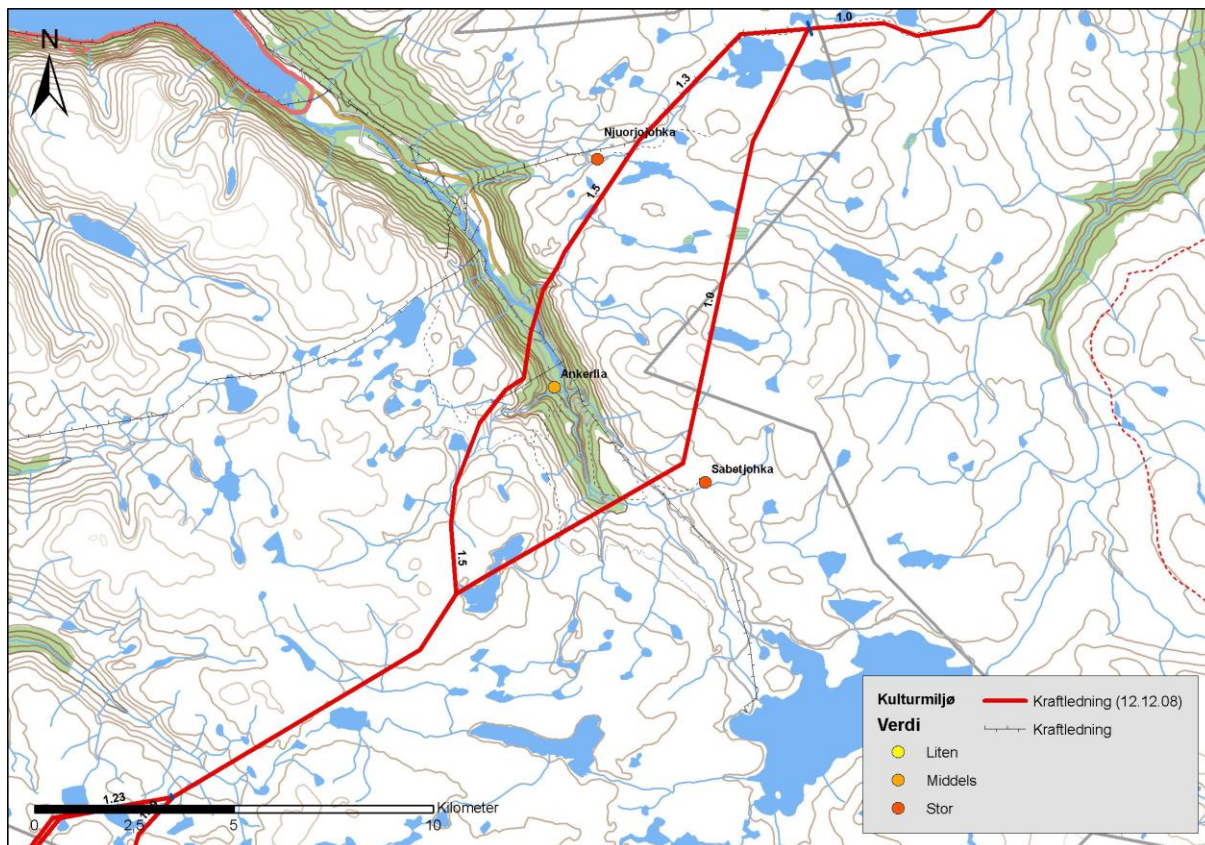 N
1.0
1.3
Njuorjojohka
1.5
1.0
Ankerlia
Sabetjohka
1.5
Kulturmiljø
Kraftledning (12.12.08)
Verdi
Kraftledning
Liten
Middels
Stor
1.23
Kilometer
0 2,5 5 10